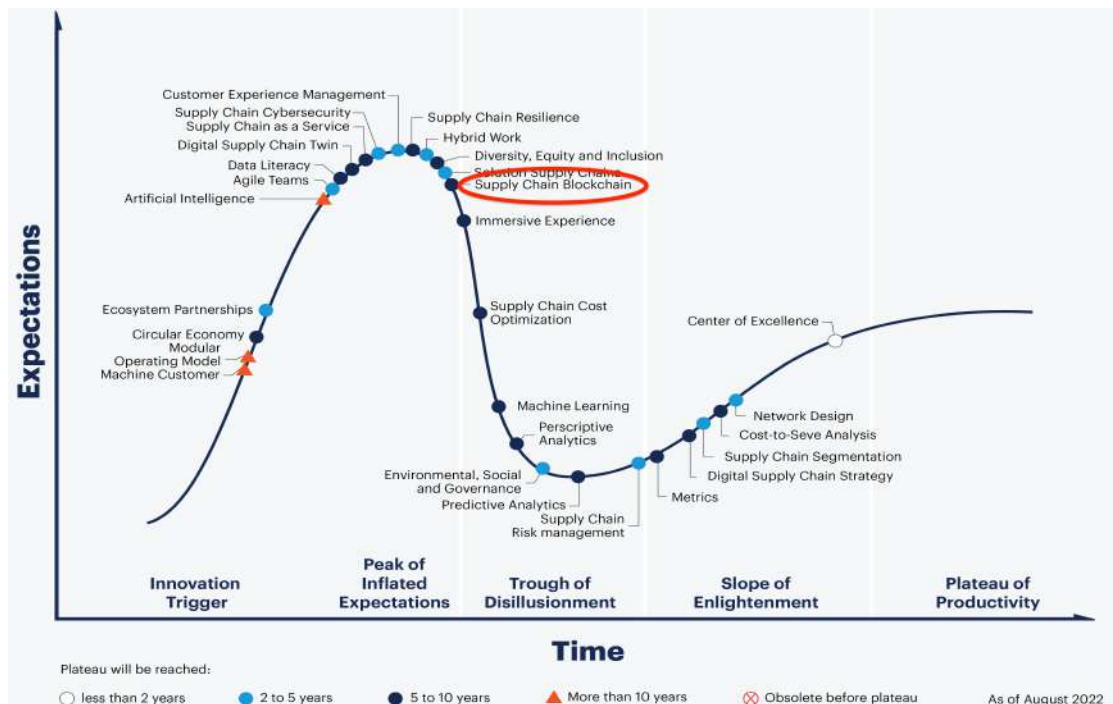 Expectations
Customer Experience Management
Supply Chain Cybersecurity
Supply Chain as a Service
Digital Supply Chain Twin
Data Literacy
Agile Teams
Artificial Intelligence
Supply Chain Resilience
Hybrid Work
Diversity, Equity and Inclusion
Solution Supply Chains
Supply Chain Blockchain
Immersive Experience
Ecosystem Partnerships
Circular Economy
Modular
Operating Model
Machine Customer
Supply Chain Cost
Optimization
Machine Learning
Perscriptive
Analytics
Environmental, Social
and Governance
Predictive Analytics
Supply Chain
Risk management
Center of Excellence
Network Design
Cost-to-Seve Analysis
Supply Chain Segmentation
Digital Supply Chain Strategy
Metrics
Innovation
Trigger
Peak of
Inflated
Expectations
Trough of
Disillusionment
Slope of
Enlightenment
Plateau of
Productivity
Time
Plateau will be reached:
less than 2 years
2 to 5 years
5 to 10 years
More than 10 years
Obsolete before plateau
As of August 2022